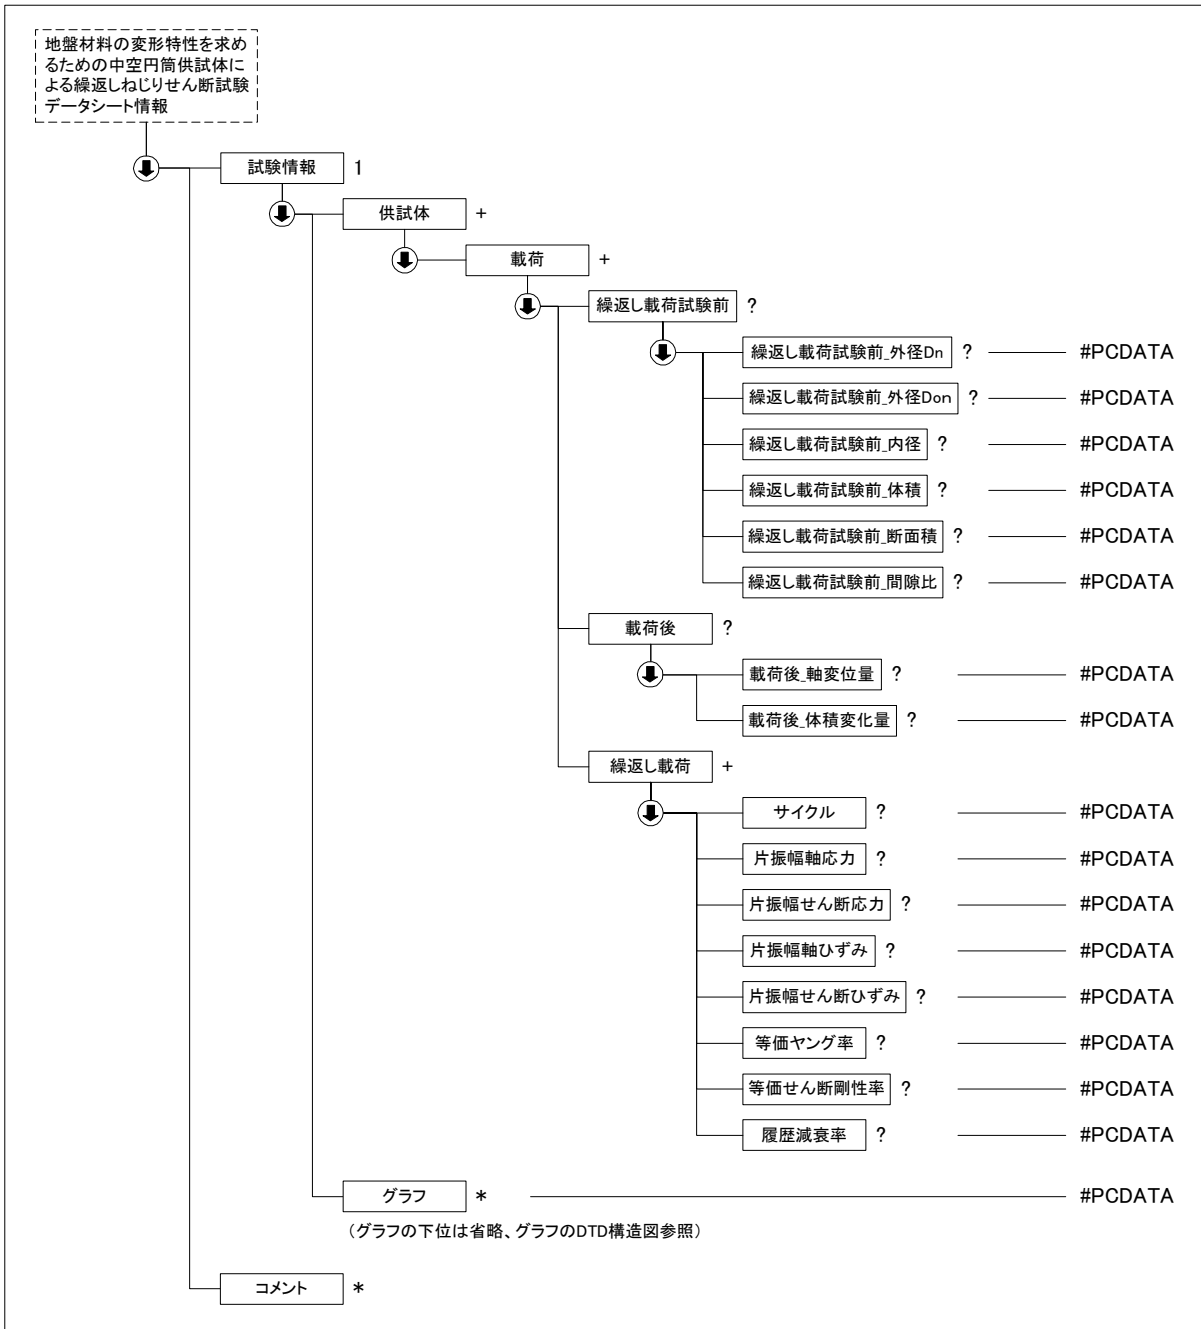 地盤材料の変形特性を求め
るための中空円筒供試体に
よる繰返しねじりせん断試験
データシート情報
試験情報 1
供試体 +
載荷 +
繰返し載荷試験前 ?
繰返し載荷試験前_外径Dn ? #PCDATA
繰返し載荷試験前_外径Don ? #PCDATA
繰返し載荷試験前_内径 ? #PCDATA
繰返し載荷試験前_体積 ? #PCDATA
繰返し載荷試験前_断面積 ? #PCDATA
繰返し載荷試験前_間隙比 ? #PCDATA
載荷後 ?
載荷後_軸変位量 ? #PCDATA
載荷後_体積変化量 ? #PCDATA
繰返し載荷 +
サイクル ? #PCDATA
片振幅軸応力 ? #PCDATA
片振幅せん断応力 ? #PCDATA
片振幅軸ひずみ ? #PCDATA
片振幅せん断ひずみ ? #PCDATA
等価ヤング率 ? #PCDATA
等価せん断剛性率 ? #PCDATA
履歴減衰率 ? #PCDATA
グラフ * #PCDATA
（グラフの下位は省略、グラフのDTD構造図参照）
コメント *